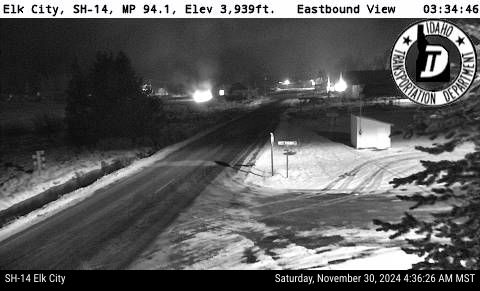 Elk City, SH-14, MP 94.1, Elev 3,939ft. Eastbound View 03:34:46
IDAHO
TRANSPORTATION DEPARTMENT
SH-14 Elk City Saturday, November 30, 2024 4:36:26 AM MST